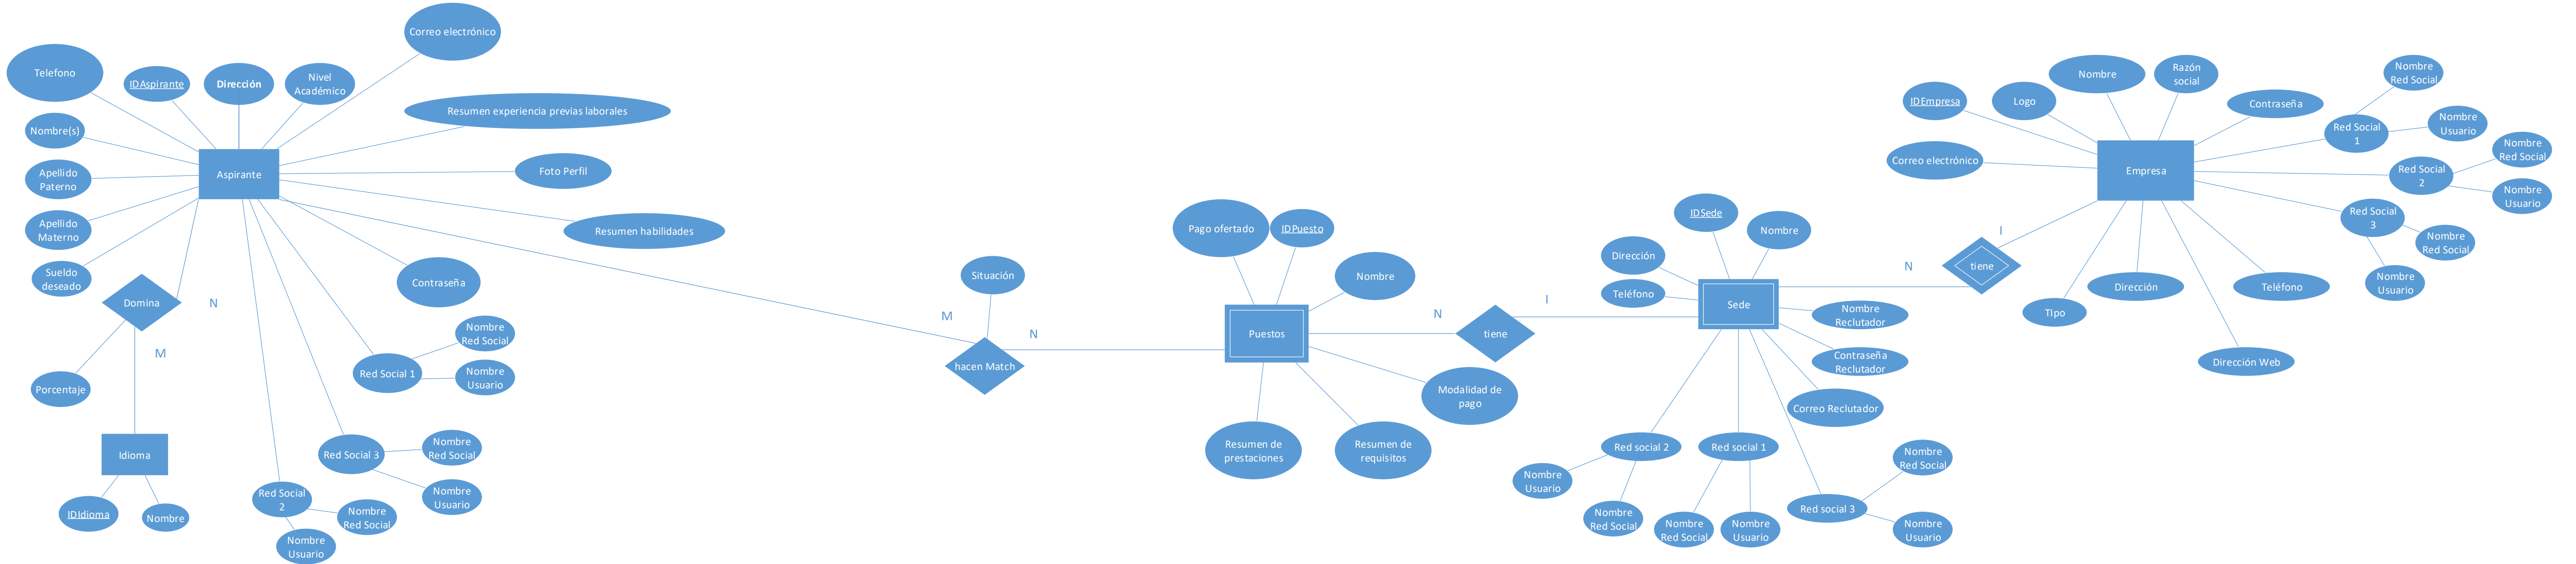 Correo electrónico
Telefono
IDAspirante
Dirección
Nivel
Académico
Resumen experiencia previas laborales
Nombre(s)
Apellido
Paterno
Aspirante
Foto Perfil
Apellido
Materno
Resumen habilidades
Sueldo
deseado
Contraseña
Domina
N
M
Porcentaje
Idioma
IDIdioma
Nombre
Red Social 1
Nombre
Red Social
Nombre
Usuario
Red Social 3
Nombre
Red Social
Nombre
Usuario
Red Social
2
Nombre
Red Social
Nombre
Usuario
Situación
M
N
hacen Match
Pago ofertado
IDPuesto
Nombre
Puestos
Modalidad de
pago
Resumen de
prestaciones
Resumen de
requisitos
N
I
tiene
IDSede
Nombre
Dirección
Teléfono
Sede
Nombre
Reclutador
Contraseña
Reclutador
Correo Reclutador
Red social 2
Nombre
Usuario
Nombre
Red Social
Red social 1
Nombre
Red Social
Nombre
Usuario
Red social 3
Nombre
Red Social
Nombre
Usuario
N
I
tiene
IDEmpresa
Logo
Nombre
Razón
social
Contraseña
Correo electrónico
Empresa
Red Social
1
Nombre
Red Social
Nombre
Usuario
Red Social
2
Nombre
Red Social
Nombre
Usuario
Red Social
3
Nombre
Red Social
Nombre
Usuario
TIpo
Dirección
Teléfono
Dirección Web